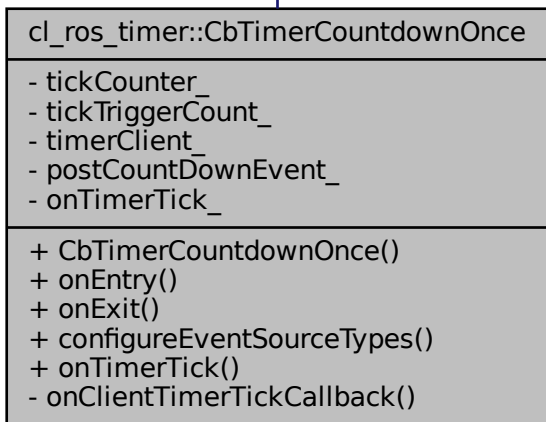 cl_ros_timer::CbTimerCountdownOnce
- tickCounter_
- tickTriggerCount_
- timerClient_
- postCountDownEvent_
- onTimerTick_
+ CbTimerCountdownOnce()
+ onEntry()
+ onExit()
+ configureEventSourceTypes()
+ onTimerTick()
- onClientTimerTickCallback()